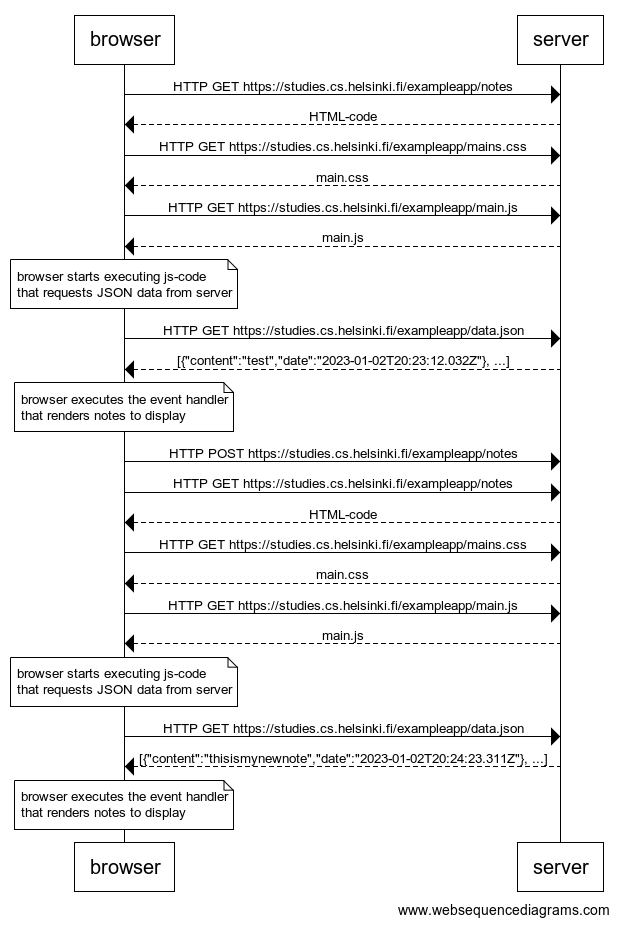 browser
server
HTTP GET https://studies.cs.helsinki.fi/exampleapp/notes
HTML-code
HTTP GET https://studies.cs.helsinki.fi/exampleapp/mains.css
main.css
HTTP GET https://studies.cs.helsinki.fi/exampleapp/main.js
main.js
browser starts executing js-code
that requests JSON data from server
HTTP GET https://studies.cs.helsinki.fi/exampleapp/data.json
[{"content":"test","date":"2023-01-02T20:23:12.032Z"}, ...]
browser executes the event handler
that renders notes to display
HTTP POST https://studies.cs.helsinki.fi/exampleapp/notes
HTTP GET https://studies.cs.helsinki.fi/exampleapp/notes
HTML-code
HTTP GET https://studies.cs.helsinki.fi/exampleapp/mains.css
main.css
HTTP GET https://studies.cs.helsinki.fi/exampleapp/main.js
main.js
browser starts executing js-code
that requests JSON data from server
HTTP GET https://studies.cs.helsinki.fi/exampleapp/data.json
[{"content":"thisismynewnote","date":"2023-01-02T20:24:23.311Z"}, ...]
browser executes the event handler
that renders notes to display
browser
server
www.websequencediagrams.com